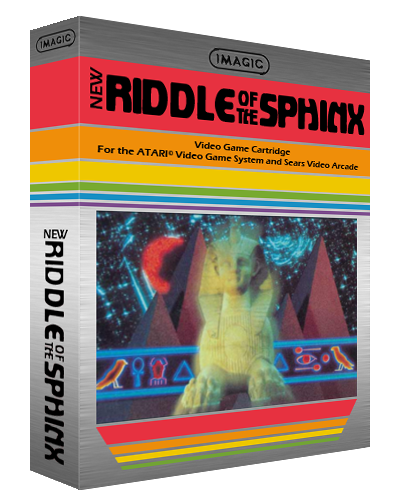 IMAGIC
NEW RIDDLE OF THE SPHINX
Video Game Cartridge
For the ATARI® Video Game System and Sears Video Arcade
IMAGIC
NEW RIDDLE OF THE SPHINX